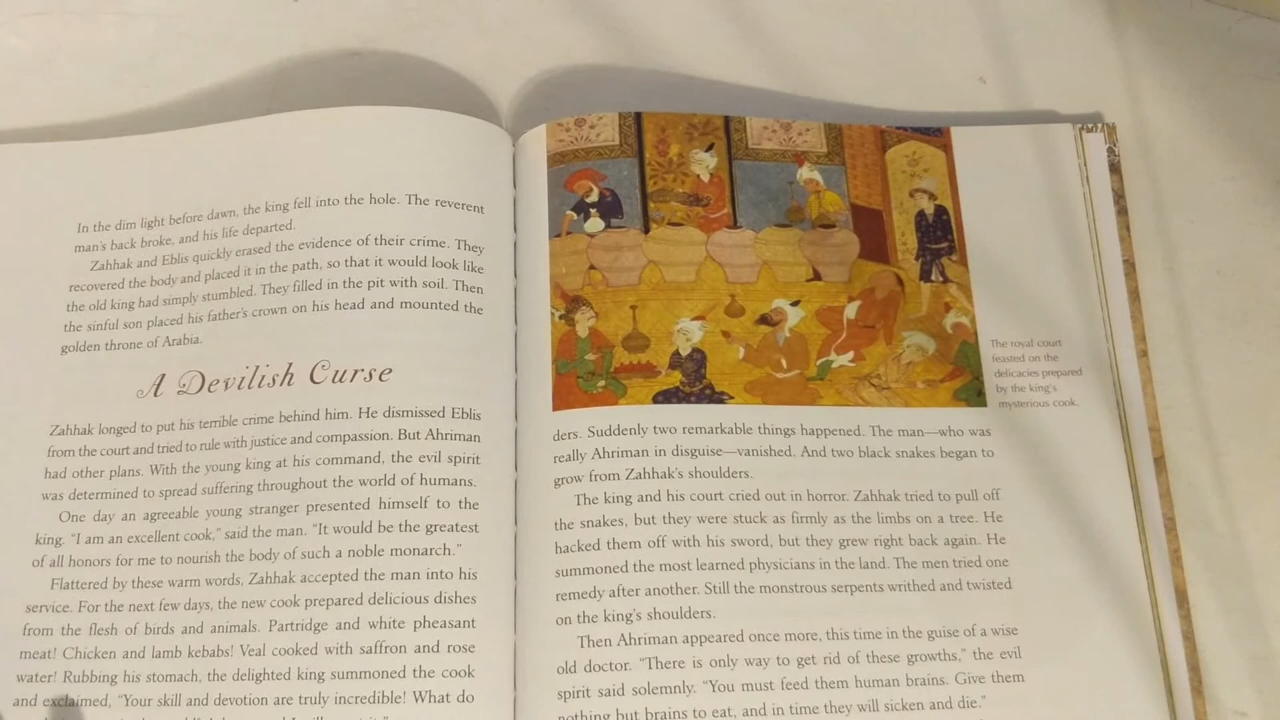 In the dim light before dawn, the king fell into the hole. The reverent
man's back broke, and his life departed.
Zahhak and Eblis quickly erased the evidence of their crime. They
recovered the body and placed it in the path, so that it would look like
the old king had simply stumbled. They filled in the pit with soil. Then
the sinful son placed his father's crown on his head and mounted the
golden throne of Arabia.
A Devilish Curse
Zahhak longed to put his terrible crime behind him. He dismissed Eblis
from the court and tried to rule with justice and compassion. But Ahriman
had other plans. With the young king at his command, the evil spirit
was determined to spread suffering throughout the world of humans.
One day an agreeable young stranger presented himself to the
king. “I am an excellent cook,” said the man. “It would be the greatest
of all honors for me to nourish the body of such a noble monarch.”
Flattered by these warm words, Zahhak accepted the man into his
service. For the next few days, the new cook prepared delicious dishes
from the flesh of birds and animals. Partridge and white pheasant
meat! Chicken and lamb kebabs! Veal cooked with saffron and rose
water! Rubbing his stomach, the delighted king summoned the cook
and exclaimed, “Your skill and devotion are truly incredible! What do
The royal court
feasted on the
delicacies prepared
by the king's
mysterious cook.
ders. Suddenly two remarkable things happened. The man—who was
really Ahriman in disguise—vanished. And two black snakes began to
grow from Zahhak's shoulders.
The king and his court cried out in horror. Zahhak tried to pull off
the snakes, but they were stuck as firmly as the limbs on a tree. He
hacked them off with his sword, but they grew right back again. He
summoned the most learned physicians in the land. The men tried one
remedy after another. Still the monstrous serpents writhed and twisted
on the king's shoulders.
Then Ahriman appeared once more, this time in the guise of a wise
old doctor. “There is only way to get rid of these growths,” the evil
spirit said solemnly. “You must feed them human brains. Give them
nothing but brains to eat, and in time they will sicken and die.”